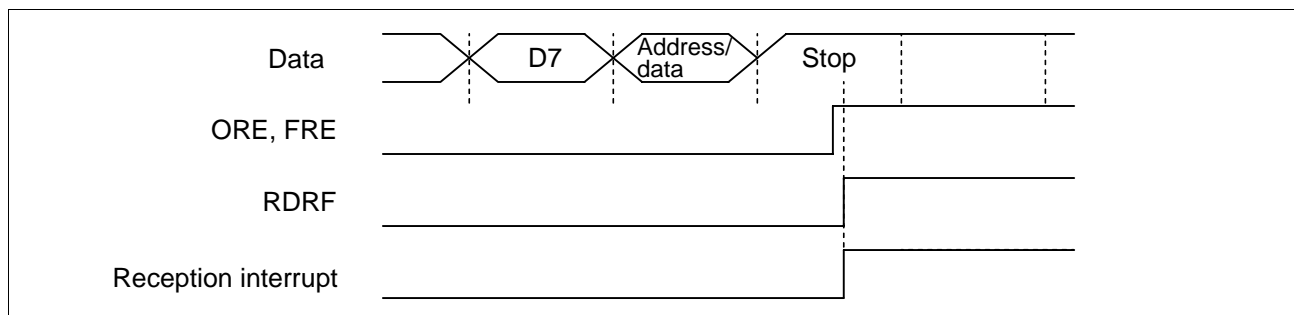 Data
D7
Address/
data
Stop
ORE, FRE
RDRF
Reception interrupt